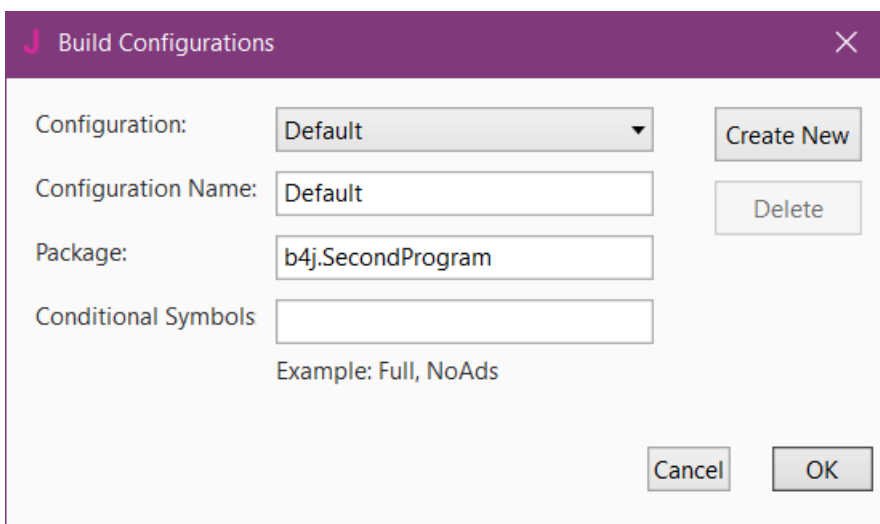 J Build Configurations
Configuration: Default Create New
Configuration Name: Default Delete
Package: b4j.SecondProgram
Conditional Symbols
Example: Full, NoAds
Cancel OK